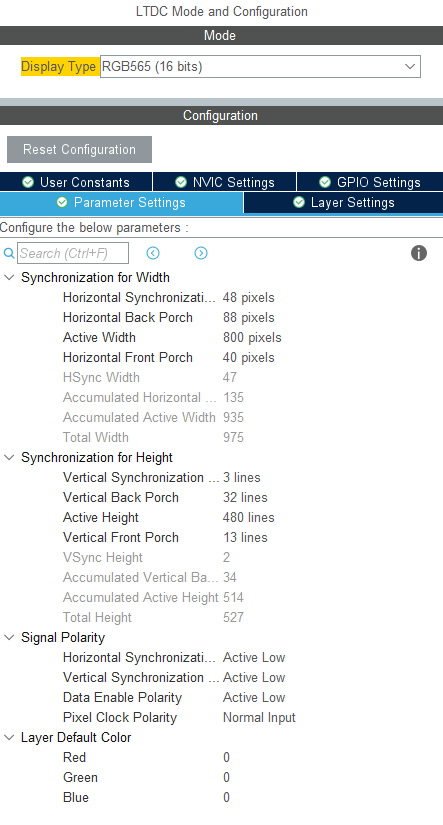 LTDC Mode and Configuration
Mode
Display Type RGB565 (16 bits)
Configuration
Reset Configuration
User Constants NVIC Settings GPIO Settings
Parameter Settings Layer Settings
Configure the below parameters :
Search (Ctrl+F)
Synchronization for Width
Horizontal Synchronizati... 48 pixels
Horizontal Back Porch 88 pixels
Active Width 800 pixels
Horizontal Front Porch 40 pixels
HSync Width 47
Accumulated Horizontal ... 135
Accumulated Active Width 935
Total Width 975
Synchronization for Height
Vertical Synchronization ... 3 lines
Vertical Back Porch 32 lines
Active Height 480 lines
Vertical Front Porch 13 lines
VSync Height 2
Accumulated Vertical Ba... 34
Accumulated Active Height 514
Total Height 527
Signal Polarity
Horizontal Synchronizati... Active Low
Vertical Synchronization ... Active Low
Data Enable Polarity Active Low
Pixel Clock Polarity Normal Input
Layer Default Color
Red 0
Green 0
Blue 0